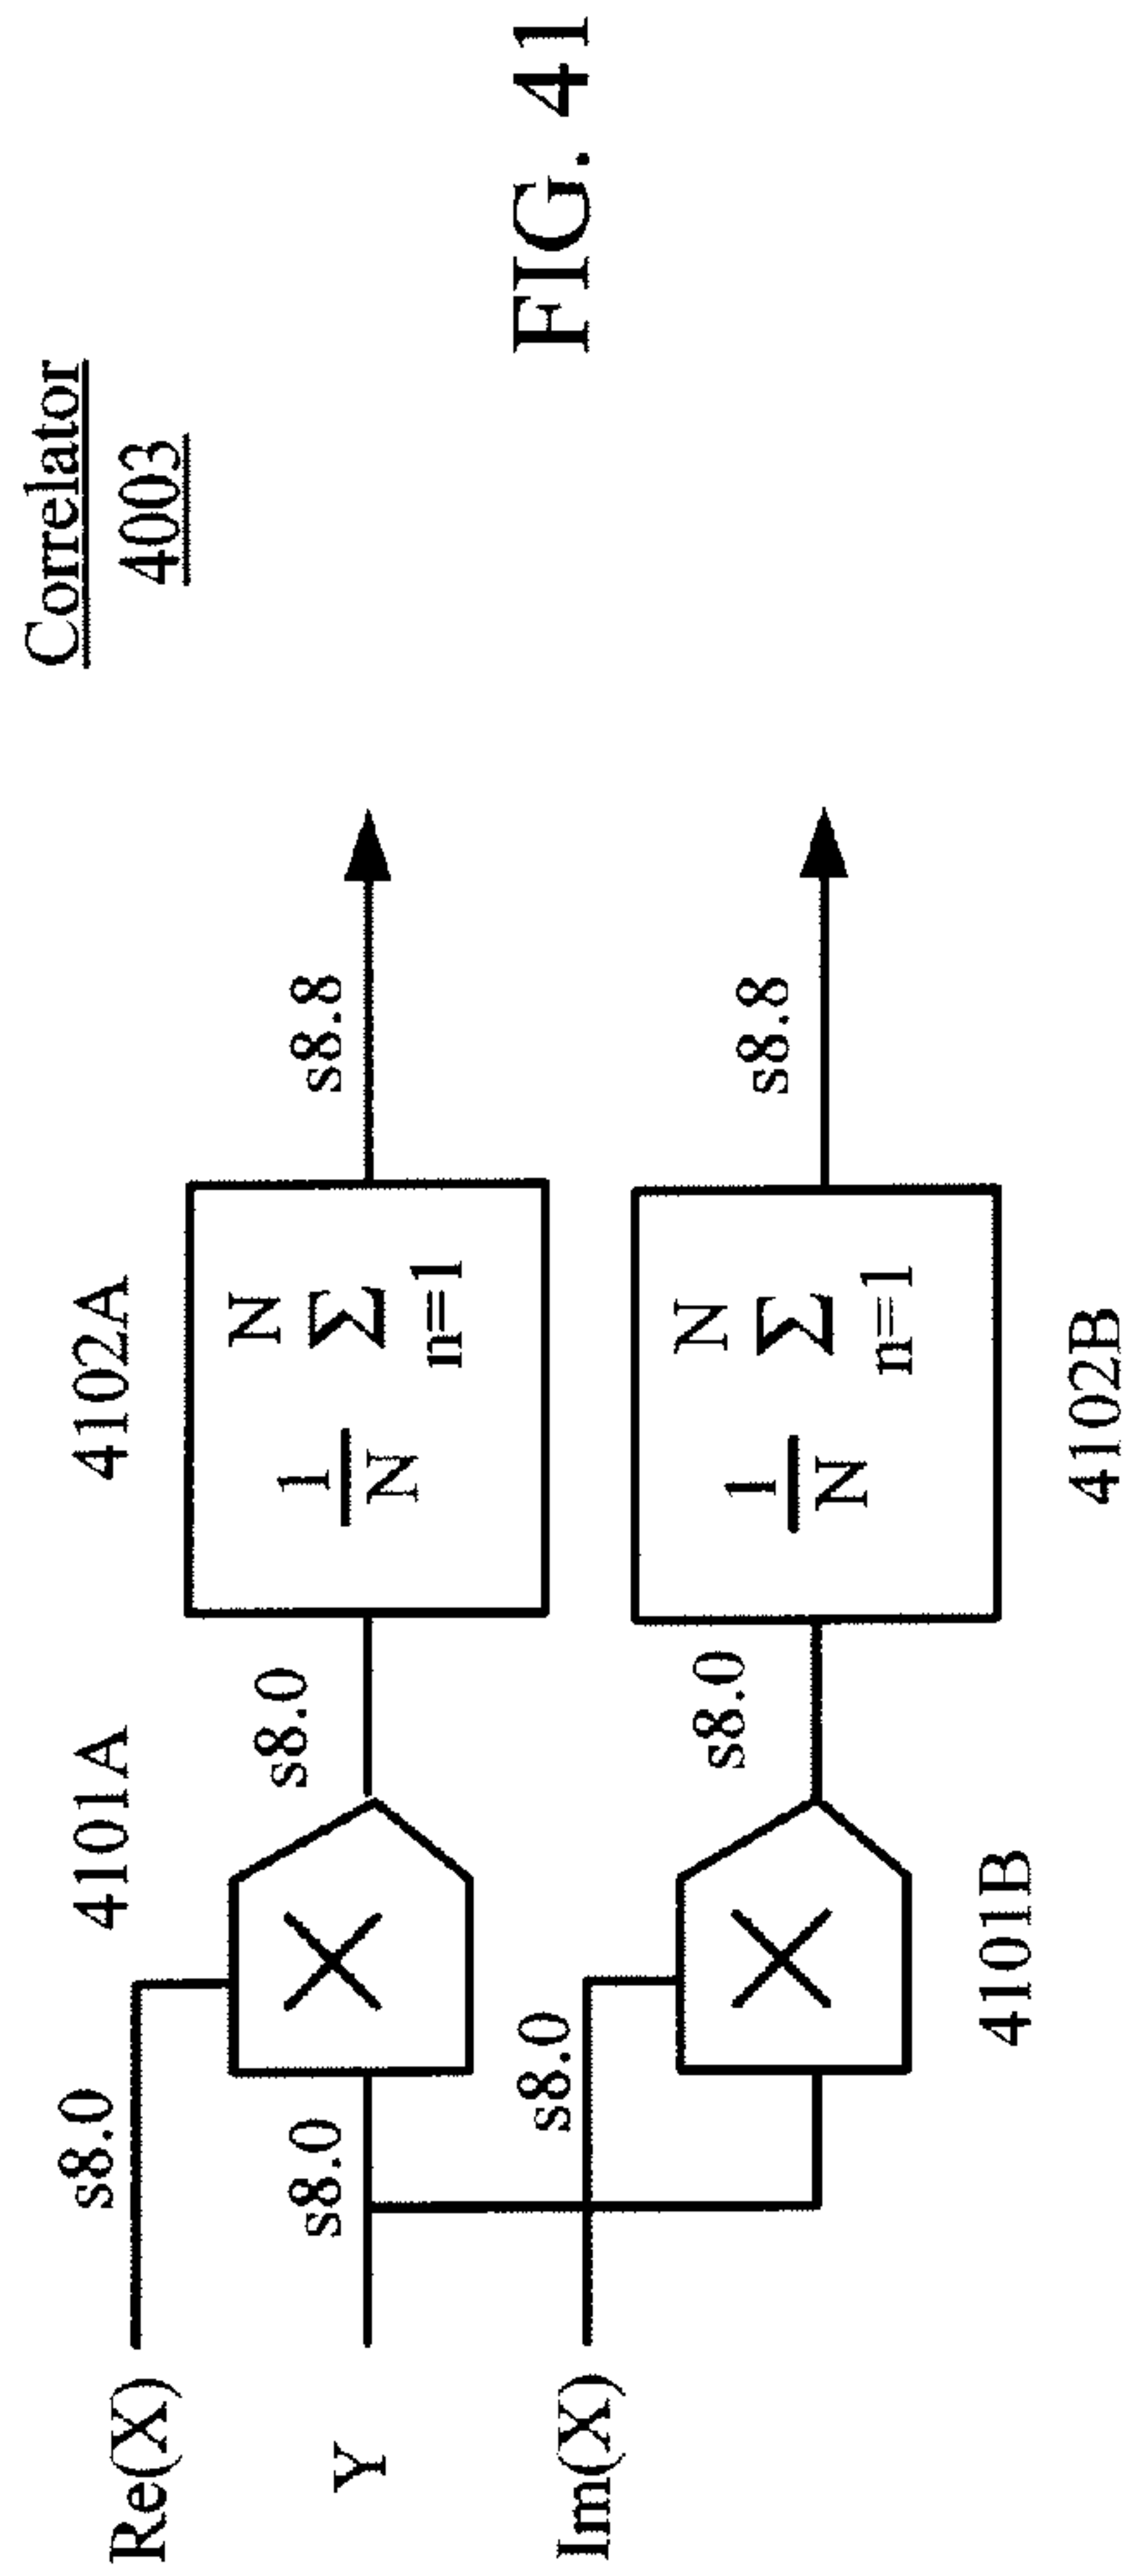 Correlator
4003
4101A
4102A
Re(X)
s8.0
s8.0
1
N
N
Σ
n=1
s8.8
Y
s8.0
Im(X)
s8.0
s8.0
1
N
N
Σ
n=1
s8.8
4101B
4102B
FIG. 41